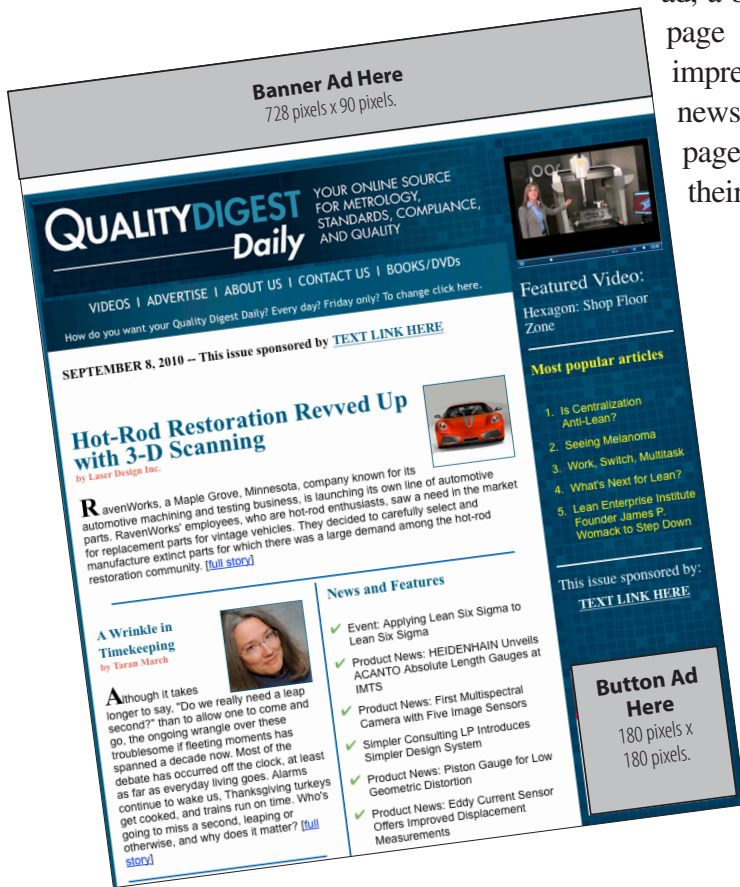 page
impre
news
page
their
Banner Ad Here
728 pixels x 90 pixels.
QUALITYDIGEST
Daily
YOUR ONLINE SOURCE
FOR METROLOGY,
STANDARDS, COMPLIANCE,
AND QUALITY
VIDEOS | ADVERTISE | ABOUT US | CONTACT US | BOOKS/DVDs
How do you want your Quality Digest Daily? Every day? Friday only? To change click here.
SEPTEMBER 8, 2010 -- This issue sponsored by TEXT LINK HERE
Hot-Rod Restoration Revved Up
with 3-D Scanning
by Laser Design Inc.
RavenWorks, a Maple Grove, Minnesota, company known for its
automotive machining and testing business, is launching its own line of automotive
parts. RavenWorks' employees, who are hot-rod enthusiasts, saw a need in the market
for replacement parts for vintage vehicles. They decided to carefully select and
manufacture extinct parts for which there was a large demand among the hot-rod
restoration community. [full story]
A Wrinkle in
Timekeeping
by Taran March
Although it takes
longer to say, "Do we really need a leap
second?" than to allow one to come and
go, the ongoing wrangle over these
troublesome if fleeting moments has
spanned a decade now. Most of the
debate has occurred off the clock, at least
as far as everyday living goes. Alarms
continue to wake us, Thanksgiving turkeys
get cooked, and trains run on time. Who's
going to miss a second, leaping or
otherwise, and why does it matter? [full
story]
News and Features
Event: Applying Lean Six Sigma to
Lean Six Sigma
Product News: HEIDENHAIN Unveils
ACANTO Absolute Length Gauges at
IMTS
Product News: First Multispectral
Camera with Five Image Sensors
Simpler Consulting LP Introduces
Simpler Design System
Product News: Piston Gauge for Low
Geometric Distortion
Product News: Eddy Current Sensor
Offers Improved Displacement
Measurements
Featured Video:
Hexagon: Shop Floor
Zone
Most popular articles
1. Is Centralization
Anti-Lean?
2. Seeing Melanoma
3. Work, Switch, Multitask
4. What's Next for Lean?
5. Lean Enterprise Institute
Founder James P.
Womack to Step Down
This issue sponsored by:
TEXT LINK HERE
Button Ad
Here
180 pixels x
180 pixels.